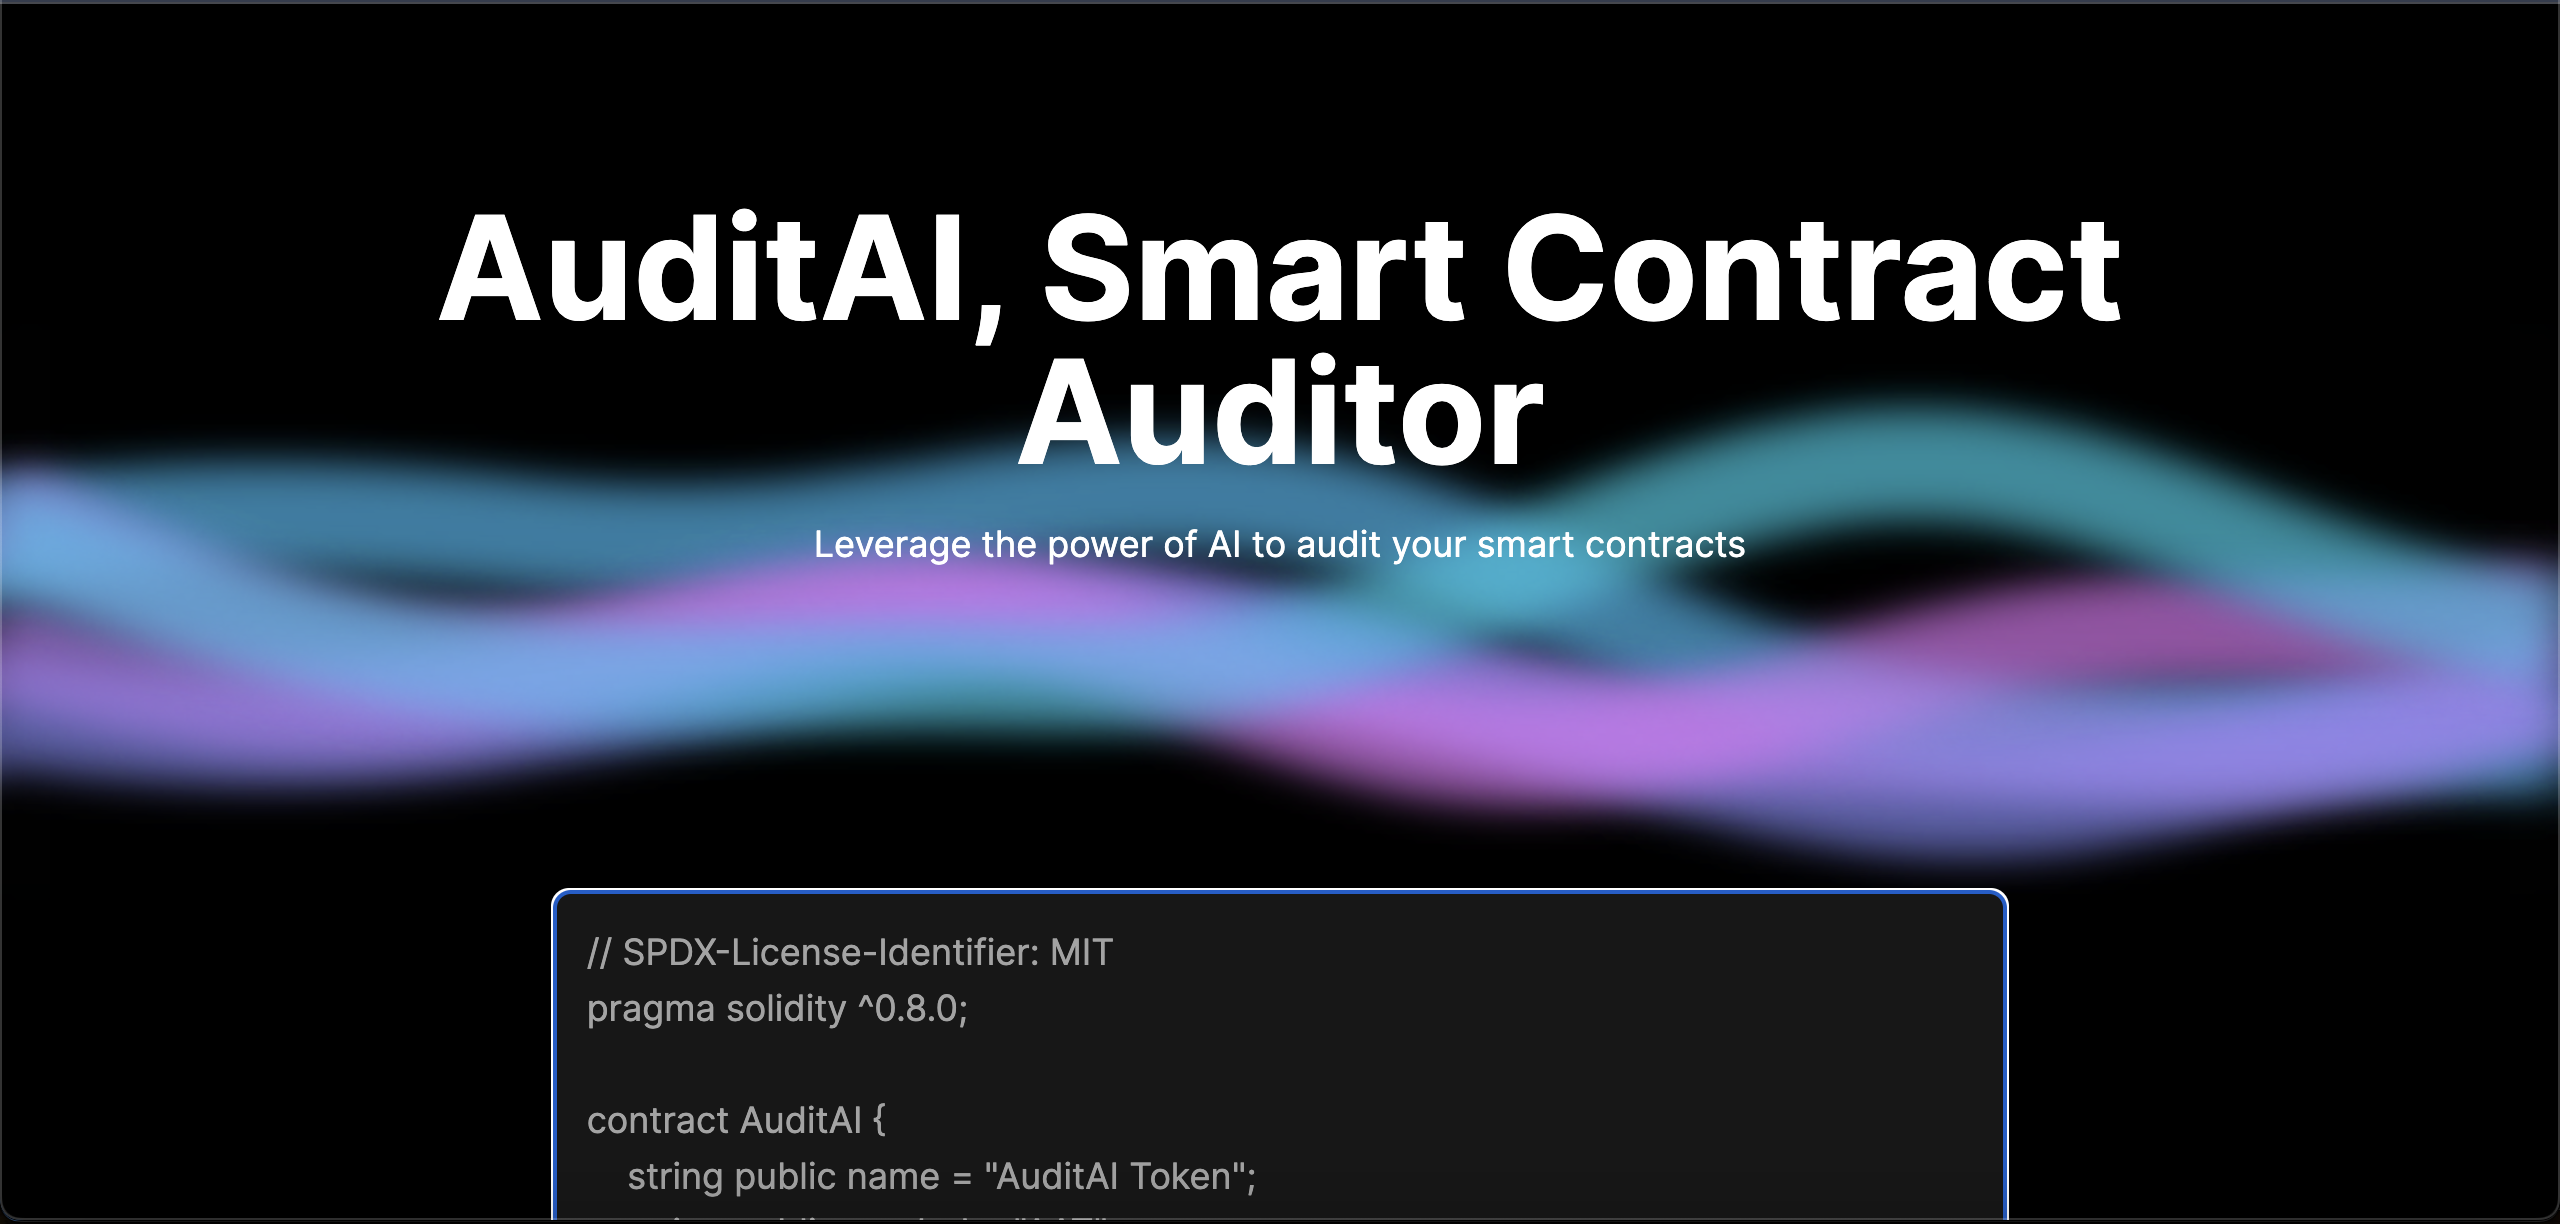 AuditAI, Smart Contract
Auditor
Leverage the power of AI to audit your smart contracts
// SPDX-License-Identifier: MIT
pragma solidity ^0.8.0;
contract AuditAI {
string public name = "AuditAI Token";